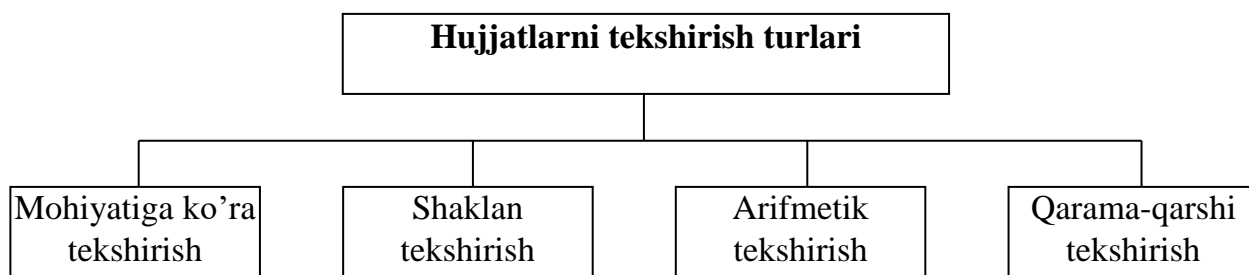 Hujjatlarni tekshirish turlari
Mohiyatiga ko’ra
tekshirish
Shaklan
tekshirish
Arifmetik
tekshirish
Qarama-qarshi
tekshirish